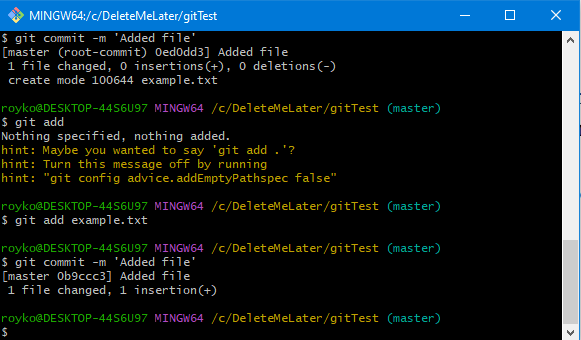 MINGW64:/c/DeleteMeLater/gitTest
$ git commit -m 'Added file'
[master (root-commit) 0ed0dd3] Added file
 1 file changed, 0 insertions(+), 0 deletions(-)
 create mode 100644 example.txt
royko@DESKTOP-44S6U97 MINGW64 /c/DeleteMeLater/gitTest (master)
$ git add
Nothing specified, nothing added.
hint: Maybe you wanted to say 'git add .'?
hint: Turn this message off by running
hint: "git config advice.addEmptyPathspec false"
royko@DESKTOP-44S6U97 MINGW64 /c/DeleteMeLater/gitTest (master)
$ git add example.txt
royko@DESKTOP-44S6U97 MINGW64 /c/DeleteMeLater/gitTest (master)
$ git commit -m 'Added file'
[master 0b9ccc3] Added file
 1 file changed, 1 insertion(+)
royko@DESKTOP-44S6U97 MINGW64 /c/DeleteMeLater/gitTest (master)
$